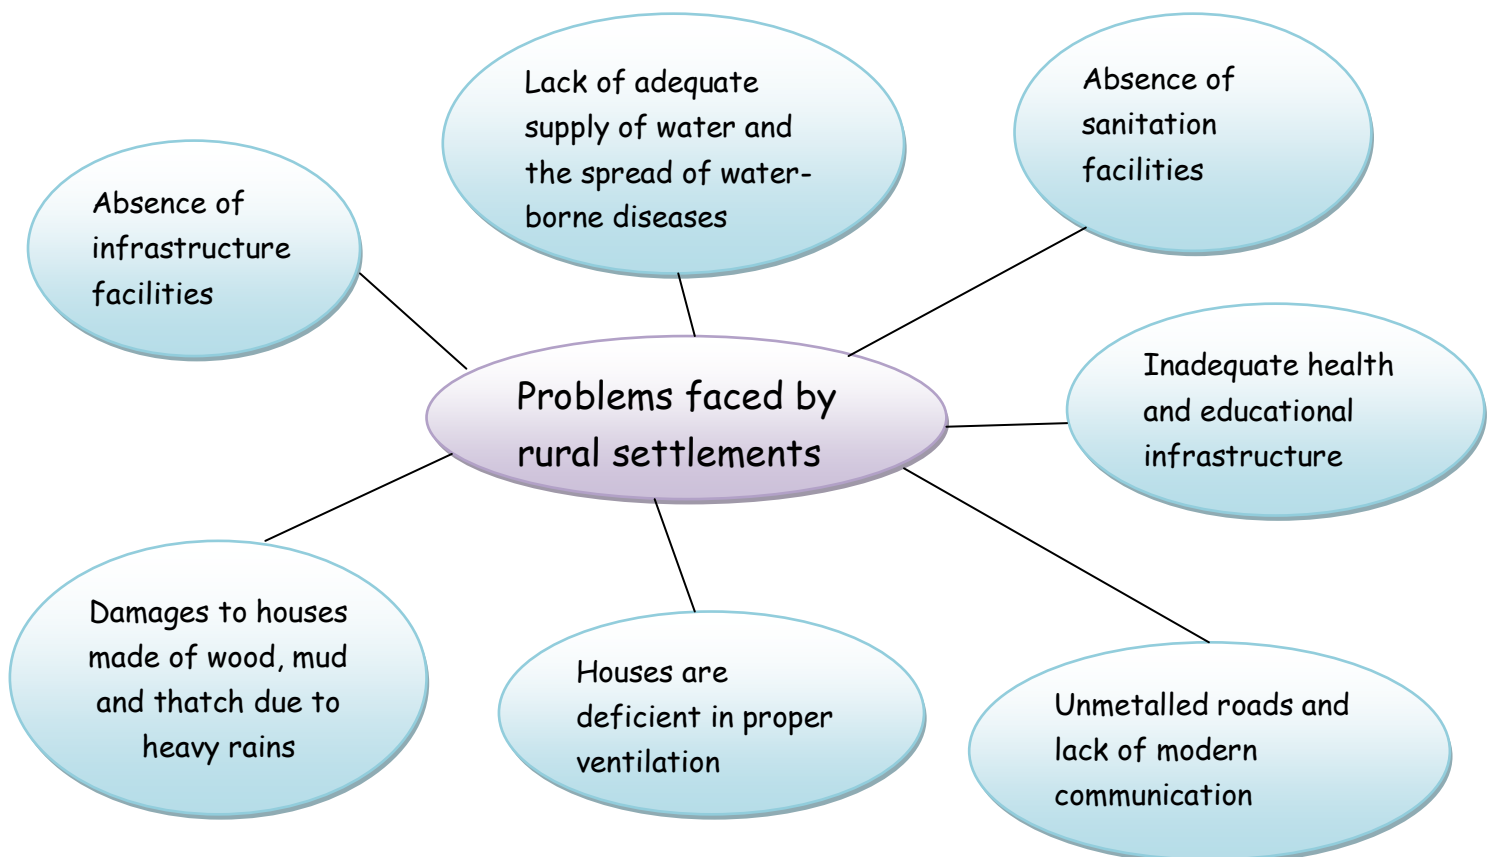 Lack of adequate
supply of water and
the spread of water-
borne diseases
Absence of
sanitation
facilities
Absence of
infrastructure
facilities
Problems faced by
rural settlements
Inadequate health
and educational
infrastructure
Damages to houses
made of wood, mud
and thatch due to
heavy rains
Houses are
deficient in proper
ventilation
Unmetalled roads and
lack of modern
communication